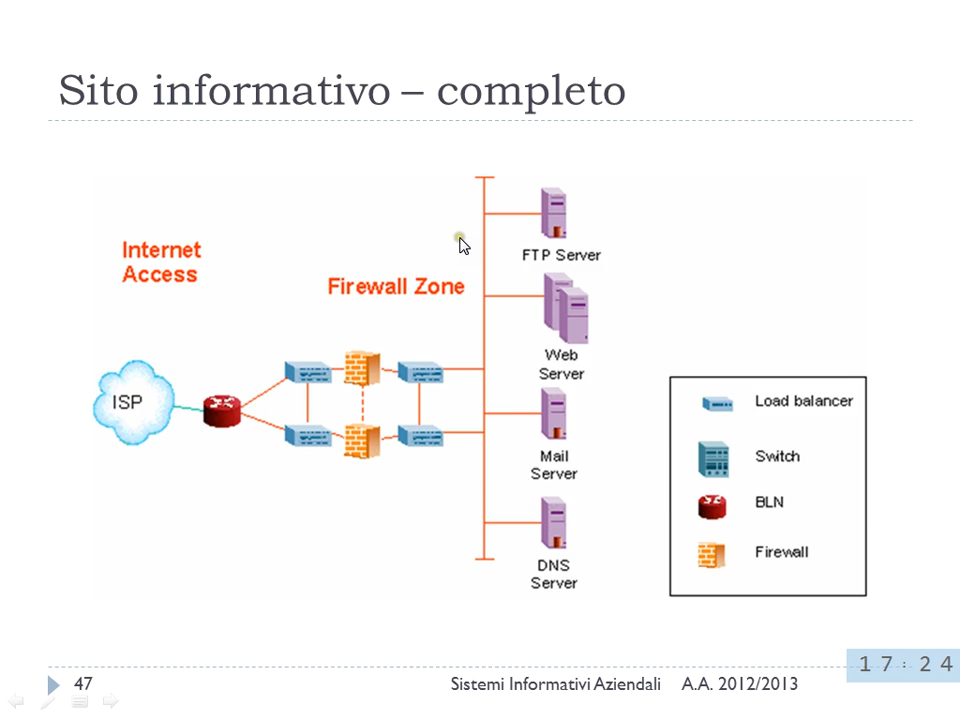 Sito informativo – completo
Internet
Access
Firewall Zone
ISP
FTP Server
Web
Server
Mail
Server
DNS
Server
Load balancer
Switch
BLN
Firewall
47
Sistemi Informativi Aziendali A.A. 2012/2013
17:24